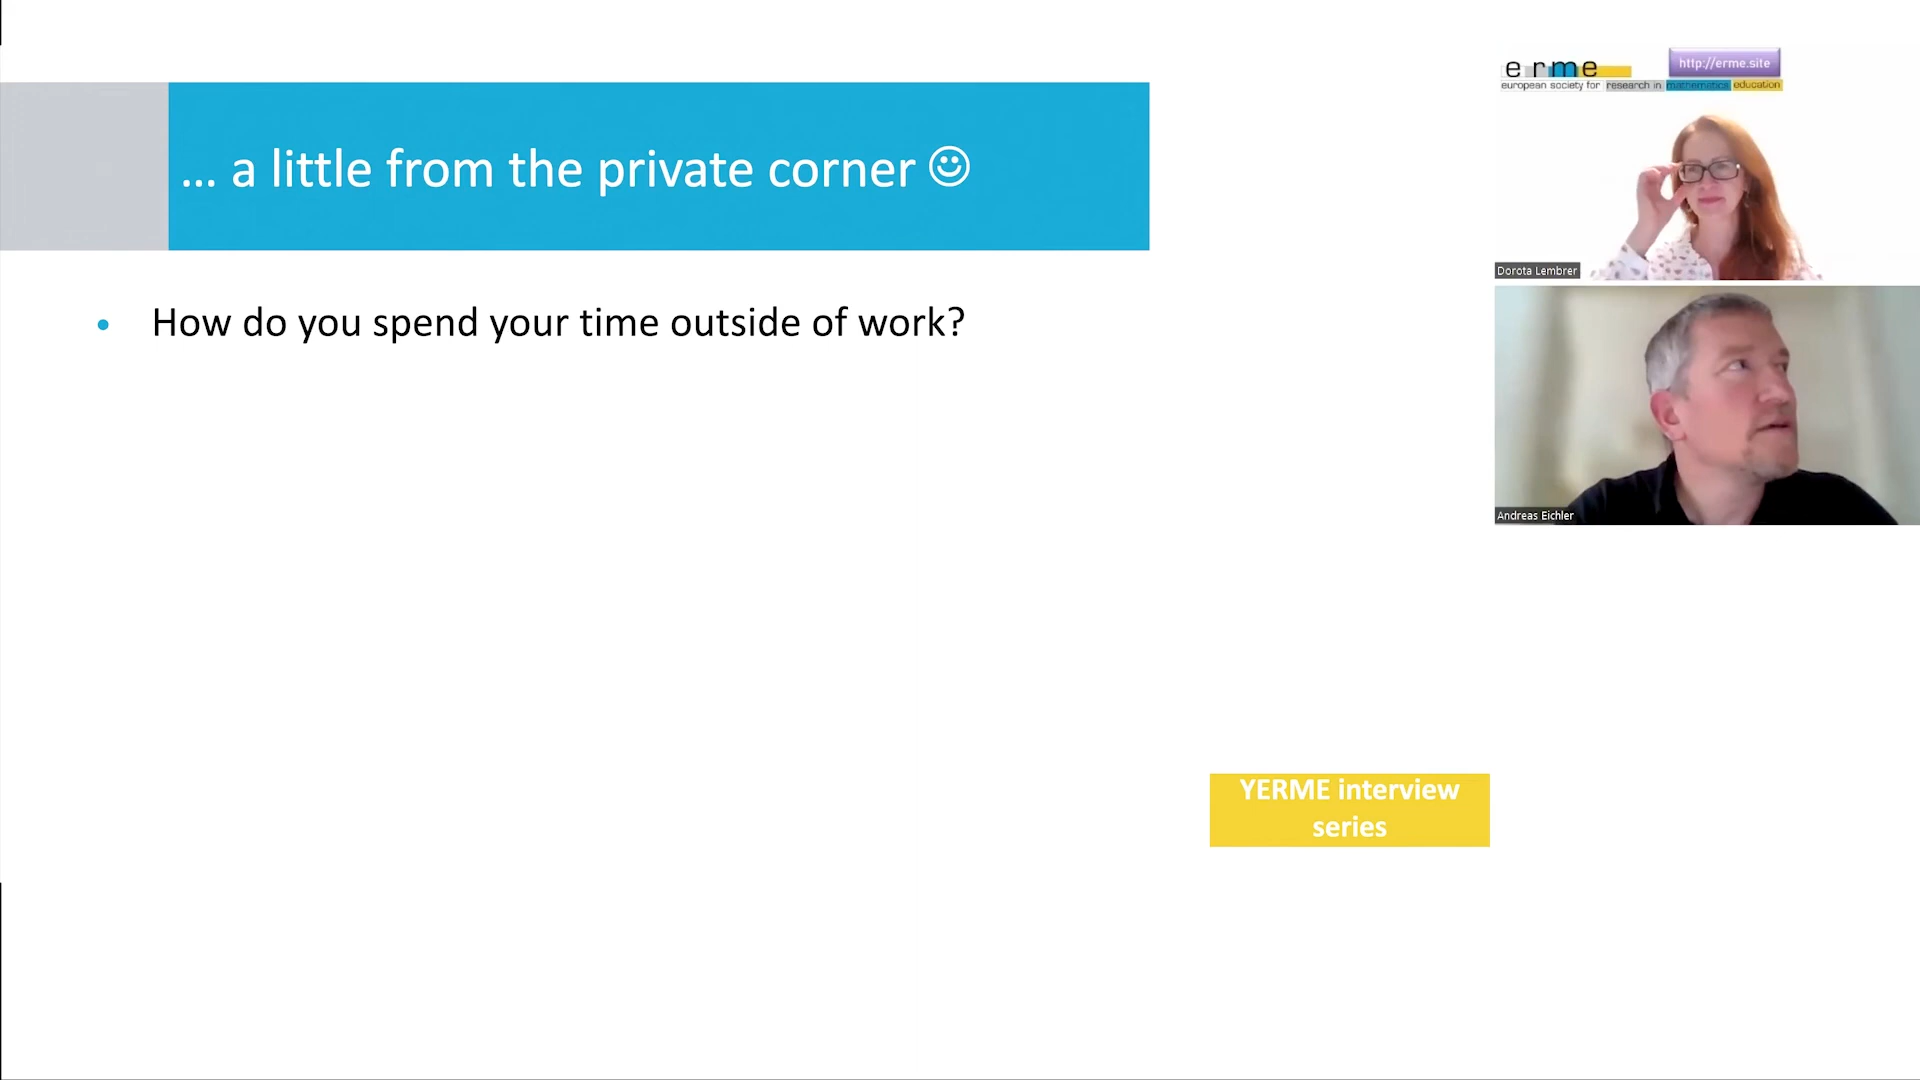 erme
http://erme.site
european society for research in mathematics education
... a little from the private corner ☺
Dorota Lembrer
• How do you spend your time outside of work?
Andreas Eichler
YERME interview
series